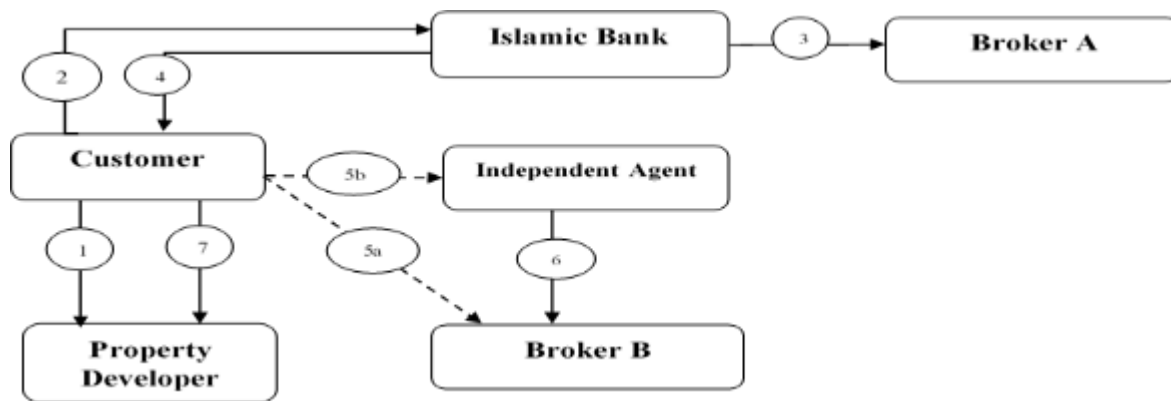 Islamic Bank
3
Broker A
2
4
Customer
5b
Independent Agent
1
7
5a
6
Property
Developer
Broker B